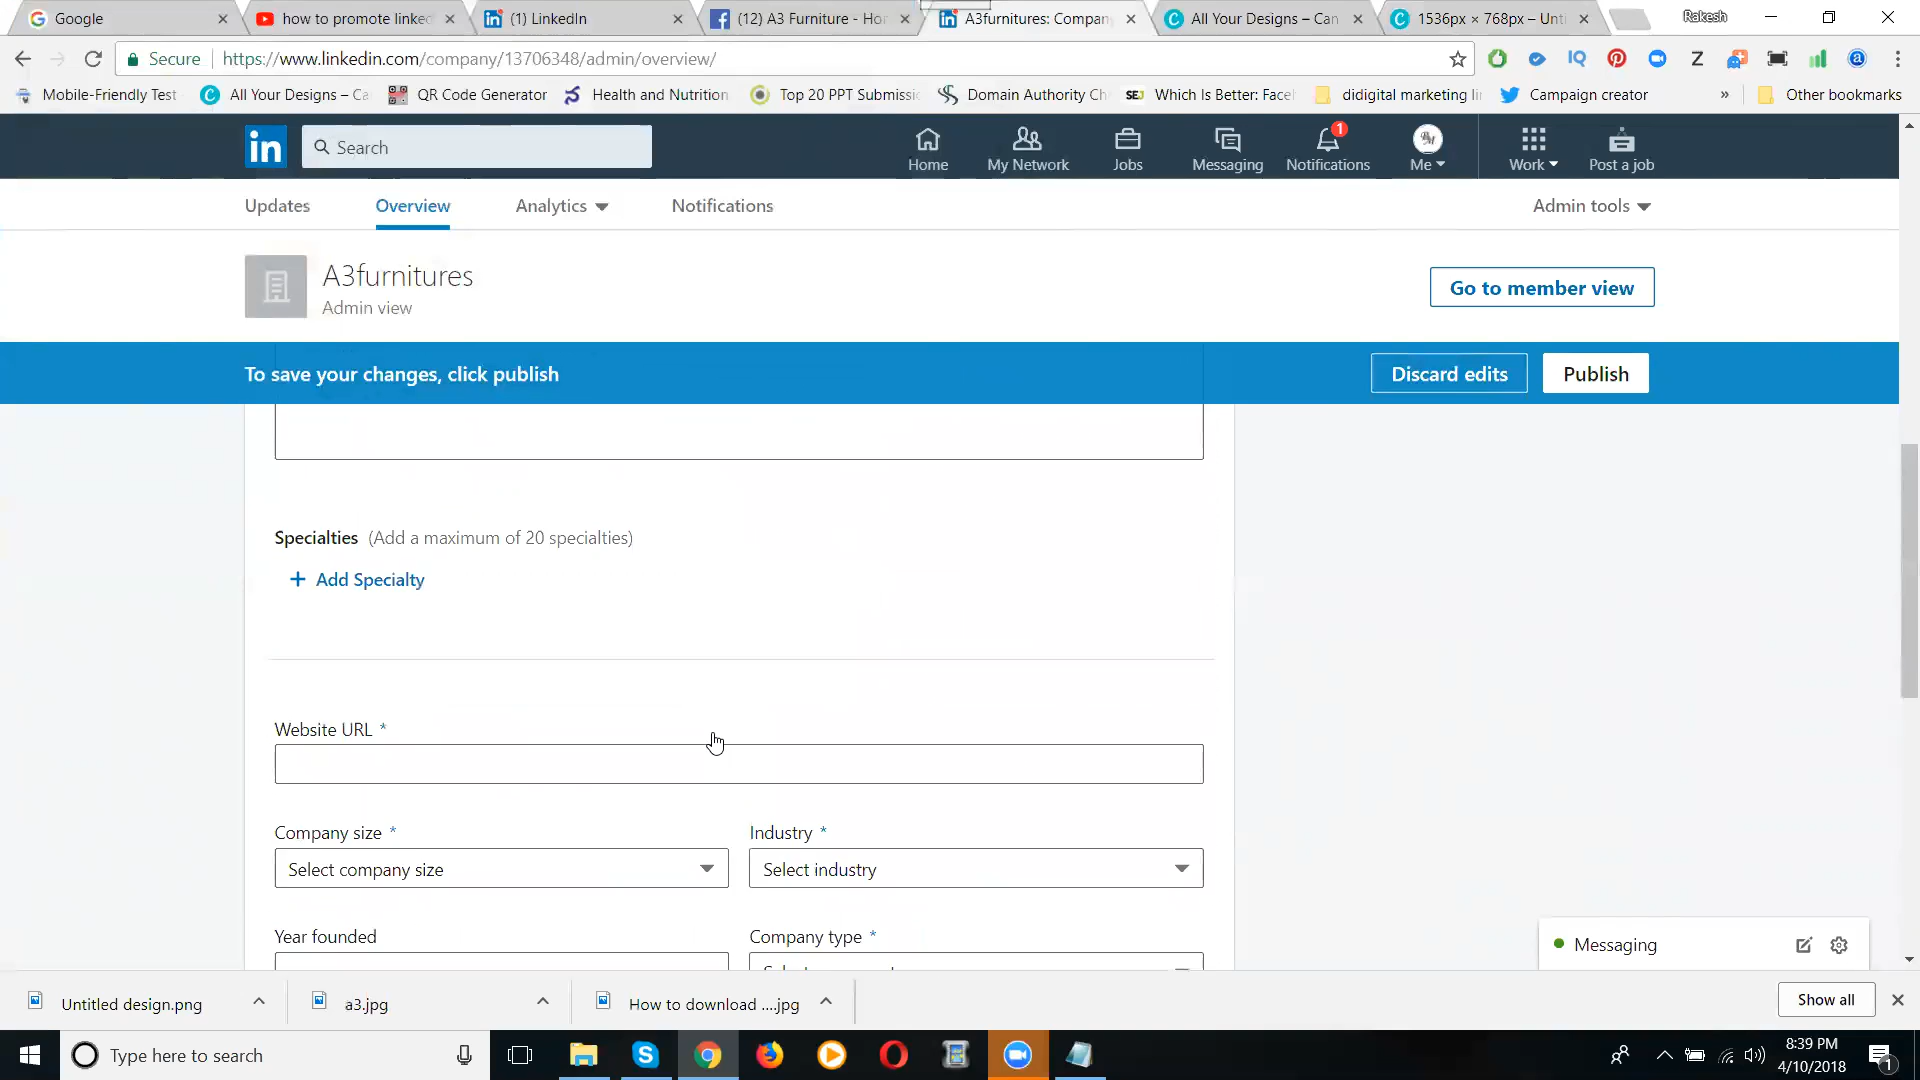 Google
how to promote linked
(1) LinkedIn
(12) A3 Furniture - Hor
A3furnitures: Company
All Your Designs – Can
1536px × 768px – Unti
Rakesh
Secure
https://www.linkedin.com/company/13706348/admin/overview/
Mobile-Friendly Test
All Your Designs – Ca
QR Code Generator
Health and Nutrition
Top 20 PPT Submissio
Domain Authority Ch
Which Is Better: Face
didigital marketing li
Campaign creator
»
Other bookmarks
in
Search
Home
My Network
Jobs
Messaging
1
Notifications
Me
Work
Post a job
Updates
Overview
Analytics
Notifications
Admin tools
A3furnitures
Admin view
Go to member view
To save your changes, click publish
Discard edits
Publish
Specialties (Add a maximum of 20 specialties)
+ Add Specialty
Website URL *
Company size *
Industry *
Select company size
Select industry
Year founded
Company type *
Messaging
Untitled design.png
a3.jpg
How to download ....jpg
Show all
Type here to search
8:39 PM
4/10/2018
1